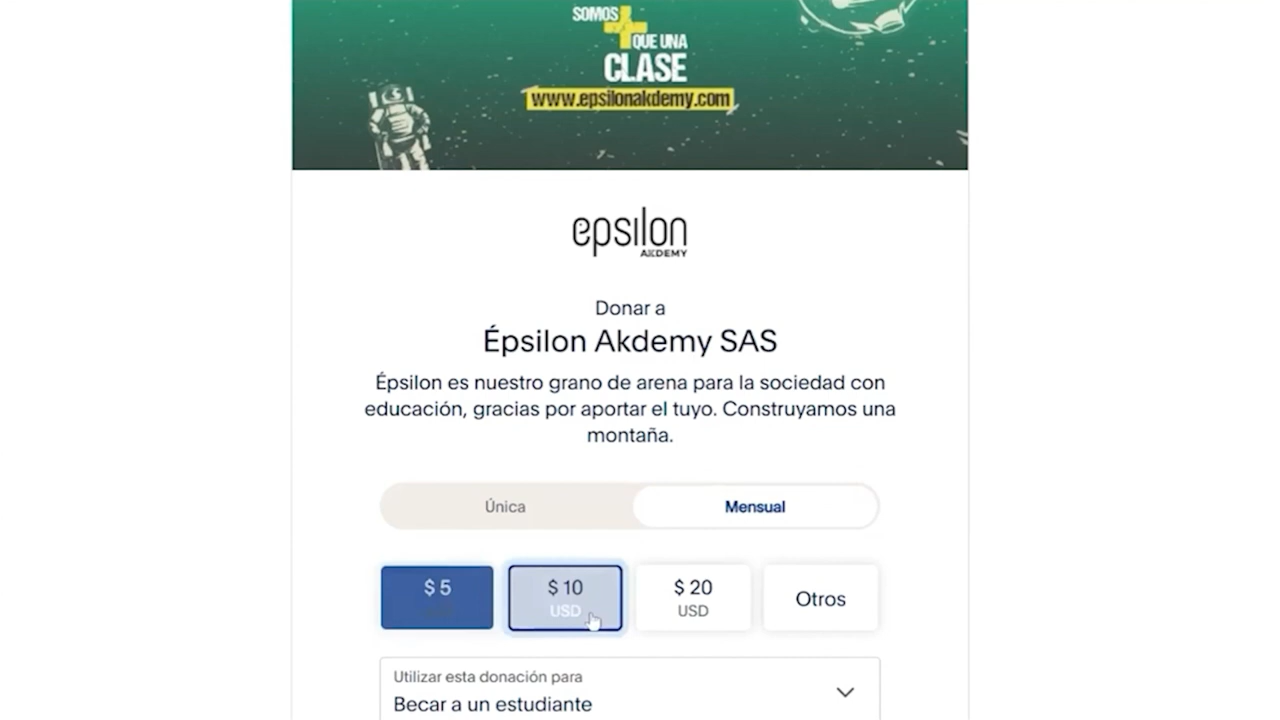 SOMOS
QUE UNA
CLASE
www.epsilonakdemy.com
epsilon
AKDEMY
Donar a
Épsilon Akdemy SAS
Épsilon es nuestro grano de arena para la sociedad con
educación, gracias por aportar el tuyo. Construyamos una
montaña.
Única Mensual
$ 5 $ 10 $ 20 Otros
USD USD
Utilizar esta donación para
Becar a un estudiante